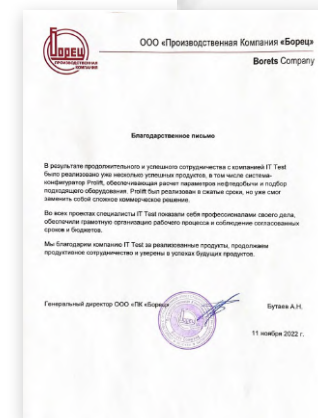 Борец
ПРОИЗВОДСТВЕННАЯ
КОМПАНИЯ
ООО «Производственная Компания «Борец»
Borets Company
Благодарственное письмо
В результате продолжительного и успешного сотрудничества с компанией IT Test
было реализовано уже несколько успешных продуктов, в том числе система-
конфигуратор Prolift, обеспечивающая расчет параметров нефтедобычи и подбор
подходящего оборудования. Prolift был реализован в сжатые сроки, но уже смог
заменить собой сложное коммерческое решение.
Во всех проектах специалисты IT Test показали себя профессионалами своего дела,
обеспечили грамотную организацию рабочего процесса и соблюдение согласованных
сроков и бюджетов.
Мы благодарим компанию IT Test за реализованные продукты, продолжаем
продуктивное сотрудничество и уверены в успехах будущих продуктов.
Генеральный директор ООО «ПК «Борец»
Бутаев А.Н.
11 ноября 2022 г.